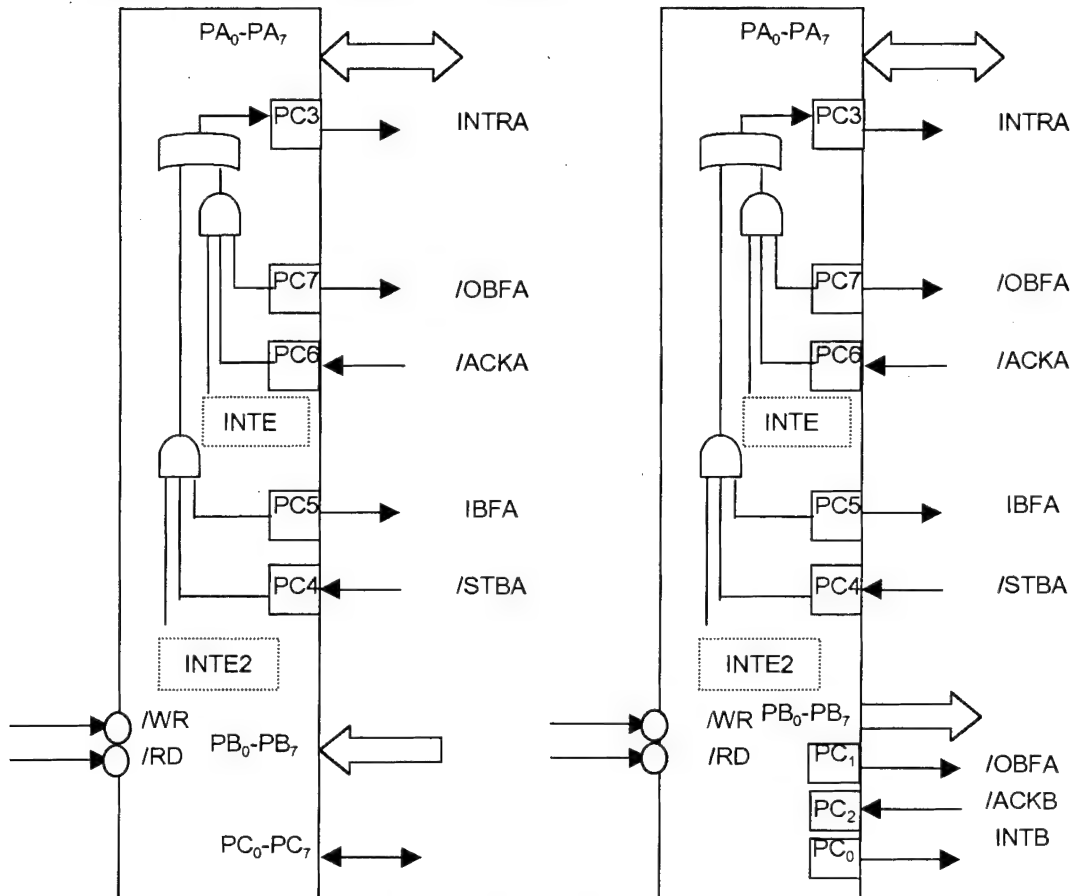 PA₀-PA₇
PC3
INTRA
PC7
/OBFA
PC6
/ACKA
INTE
PC5
IBFA
PC4
/STBA
INTE2
/WR
/RD
PB₀-PB₇
PC₀-PC₇
PA₀-PA₇
PC3
INTRA
PC7
/OBFA
PC6
/ACKA
INTE
PC5
IBFA
PC4
/STBA
INTE2
/WR
/RD
PB₀-PB₇
PC₁
/OBFA
PC₂
/ACKB
PC₀
INTB